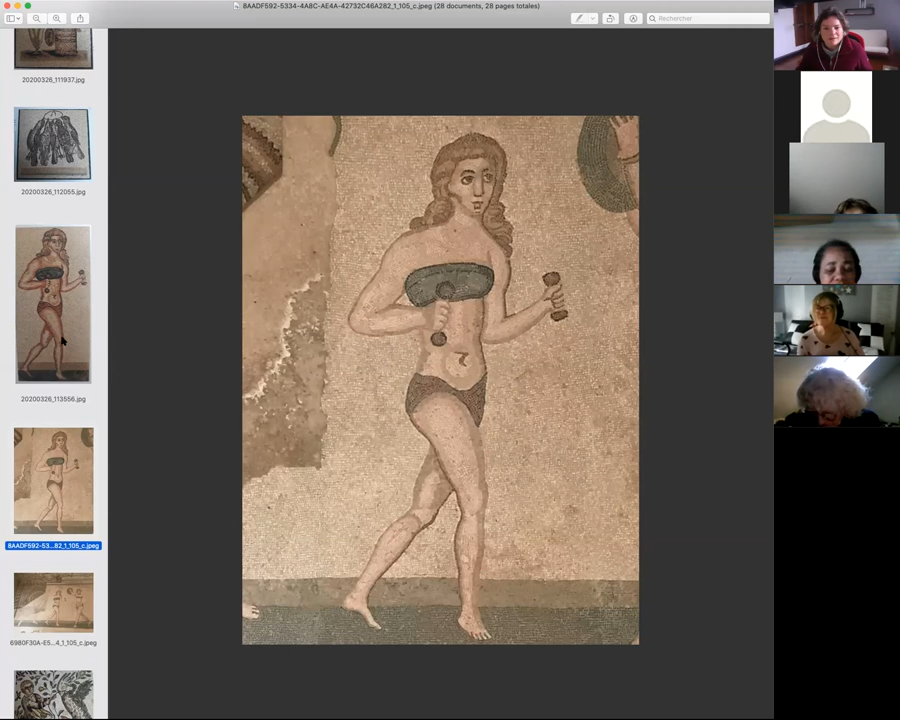 8AADF592-5334-4A8C-AE4A-42732C46A282_1_105_c.jpeg (28 documents, 28 pages totales)
Rechercher
20200326_111937.jpg
20200326_112055.jpg
20200326_113556.jpg
8AADF592-53...82_1_105_c.jpeg
6980F30A-E5...4_1_105_c.jpeg